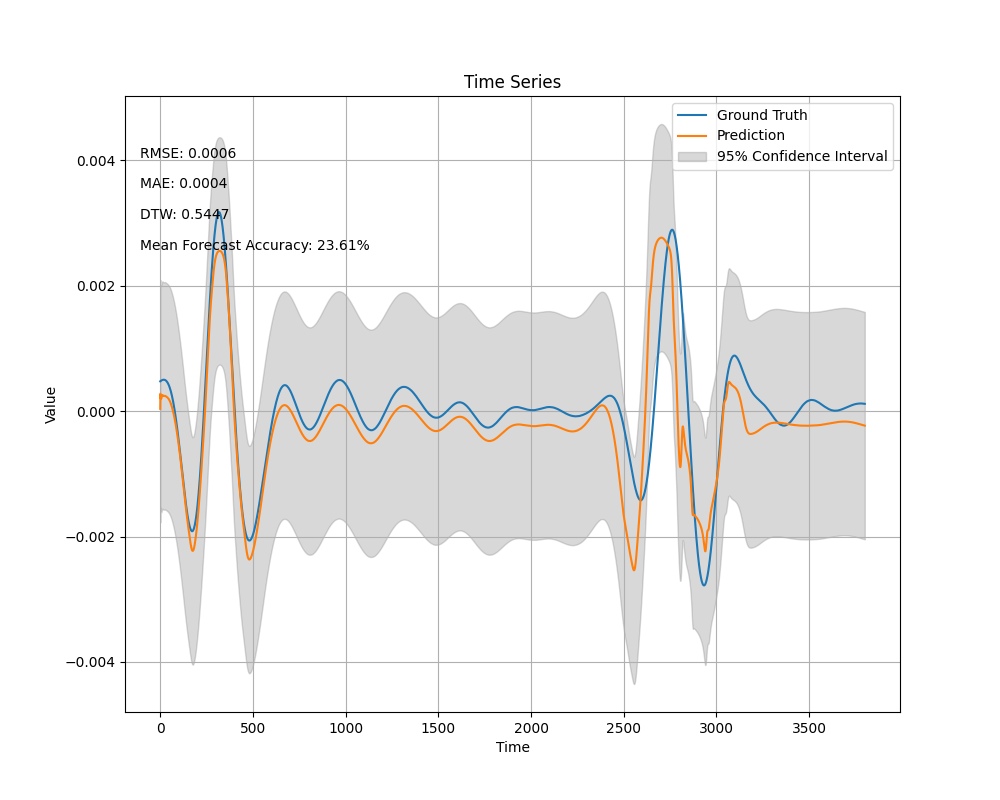 Time Series
Ground Truth
Prediction
95% Confidence Interval
RMSE: 0.0006
MAE: 0.0004
DTW: 0.5447
Mean Forecast Accuracy: 23.61%
Value
0.004
0.002
0.000
−0.002
−0.004
0 500 1000 1500 2000 2500 3000 3500
Time